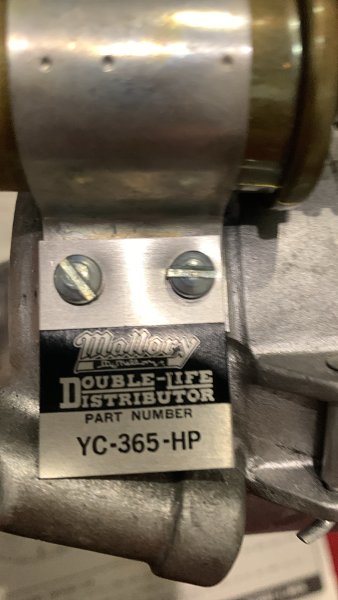 Mallory
DOUBLE-LIFE
DISTRIBUTOR
PART NUMBER
YC-365-HP